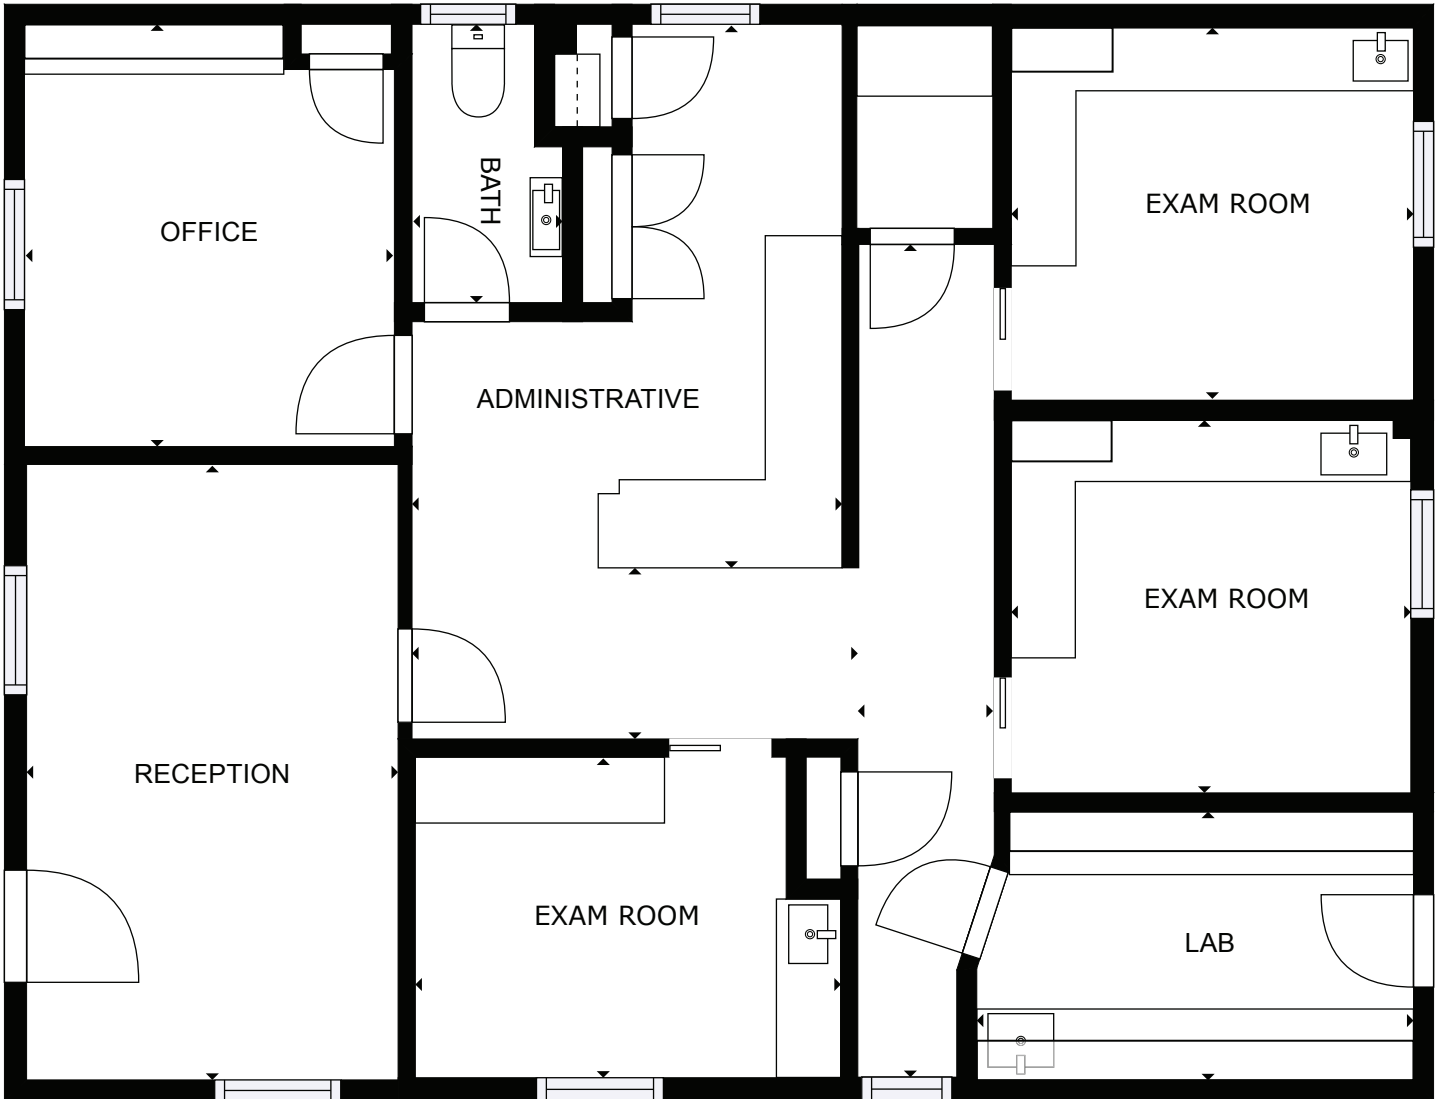 BATH
EXAM ROOM
OFFICE
ADMINISTRATIVE
EXAM ROOM
RECEPTION
EXAM ROOM
LAB